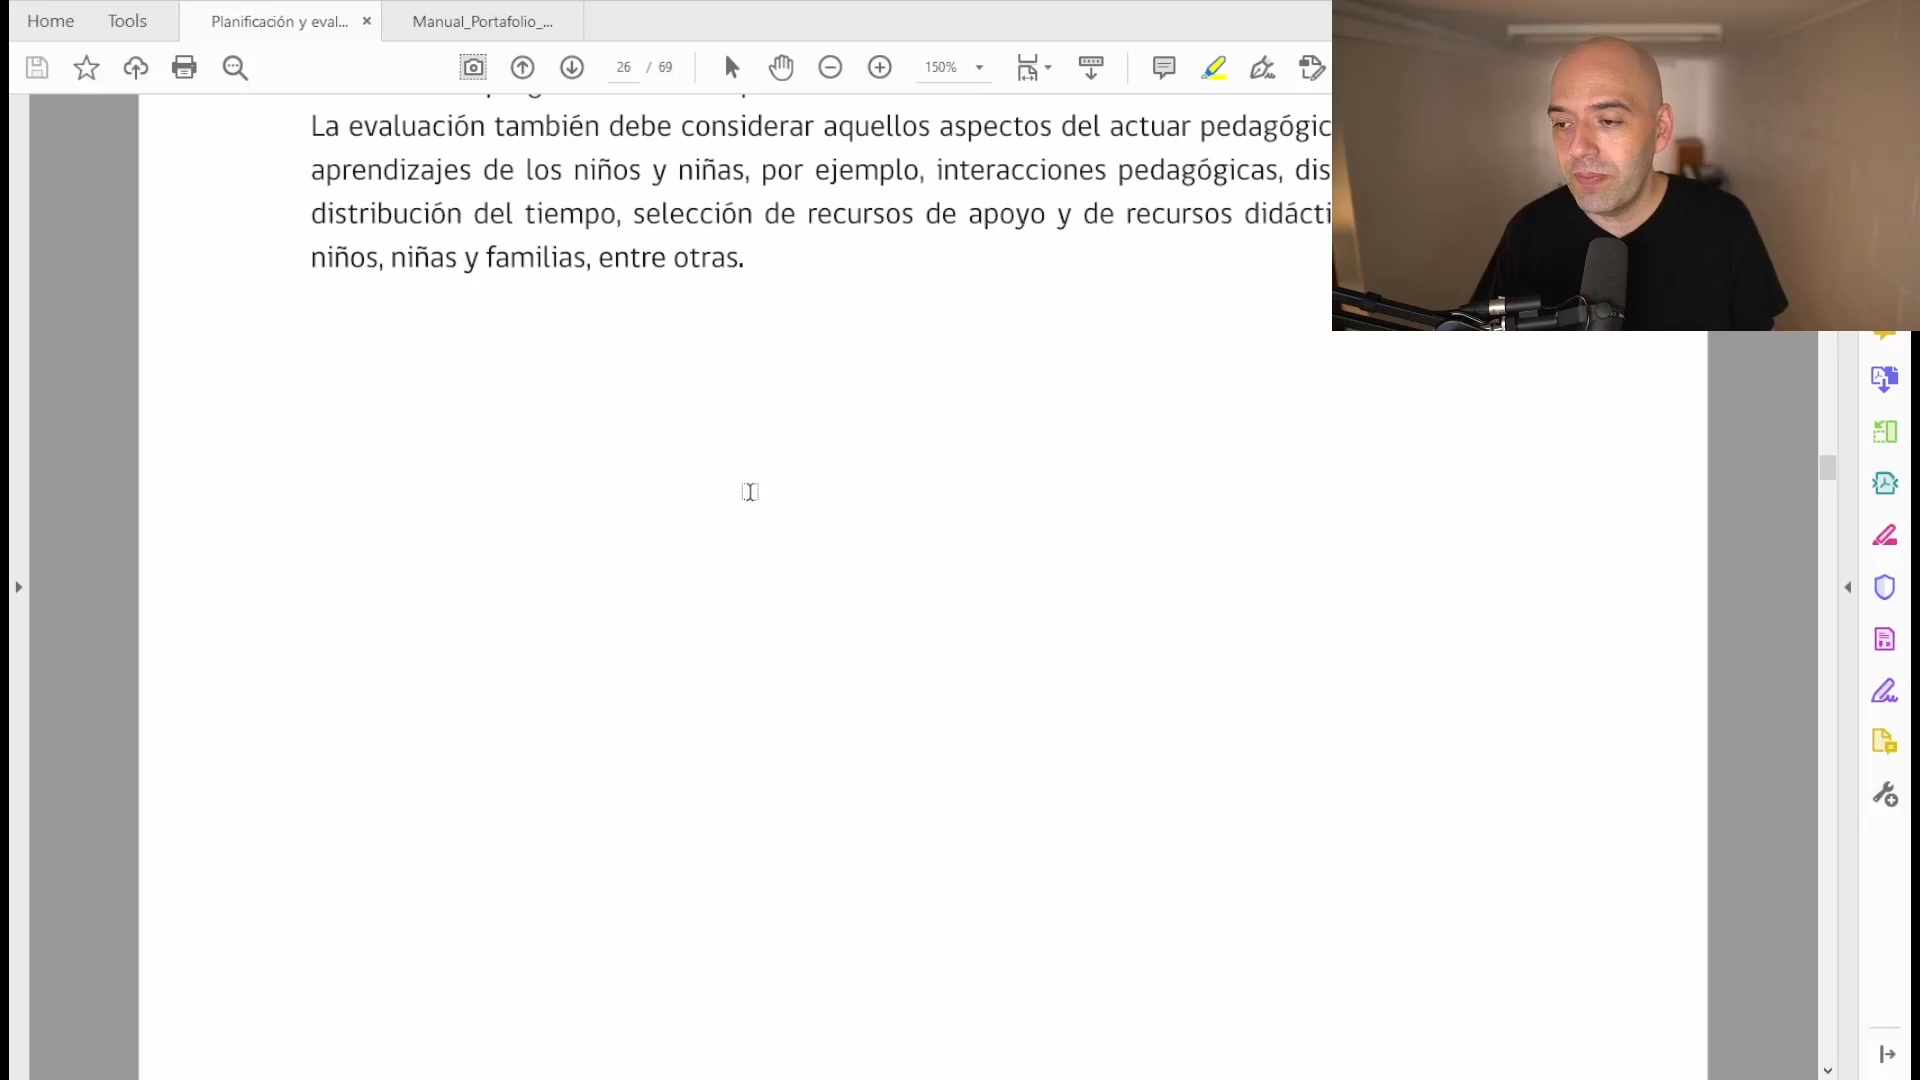 Home Tools Planificación y eval... × Manual_Portafolio_...
26 / 69 150%
La evaluación también debe considerar aquellos aspectos del actuar pedagógic
aprendizajes de los niños y niñas, por ejemplo, interacciones pedagógicas, dis
distribución del tiempo, selección de recursos de apoyo y de recursos didácti
niños, niñas y familias, entre otras.